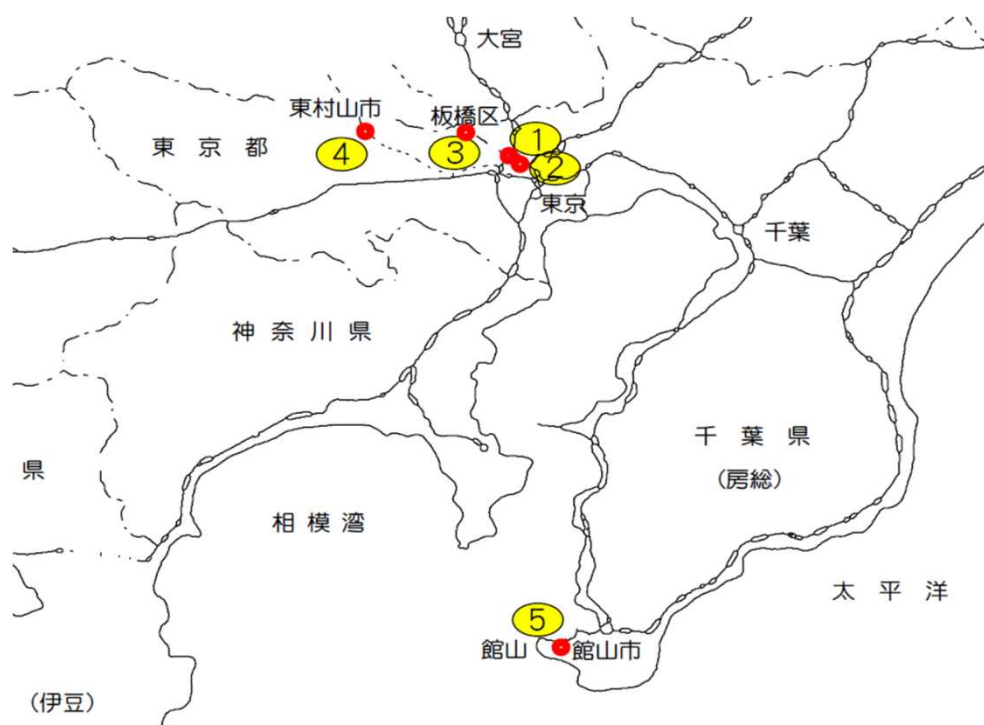 大宮
東村山市
板橋区
1
東京都
4
3
2
東京
千葉
神奈川県
千葉県
(房総)
県
相模湾
太平洋
5
館山
館山市
(伊豆)